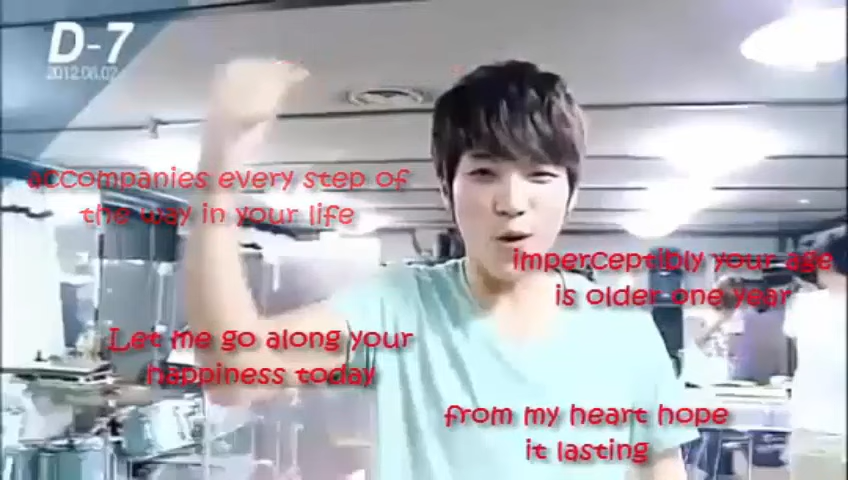 D-7
2012.06.02
accompanies every step of
the way in your life
imperceptibly your age
is older one year
Let me go along your
happiness today
from my heart hope
it lasting